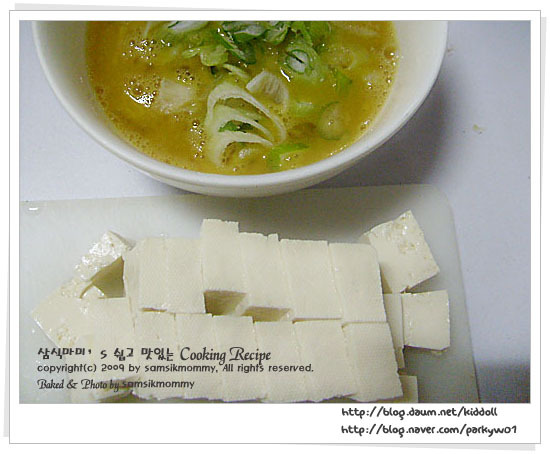 삼식마미's 쉽고 맛있는 Cooking Recipe
copyright(c) 2009 by samsikmommy, All rights reserved.
Baked & Photo by Samsikmommy
http://blog.daum.net/kiddoll
http://blog.naver.com/parkyw01